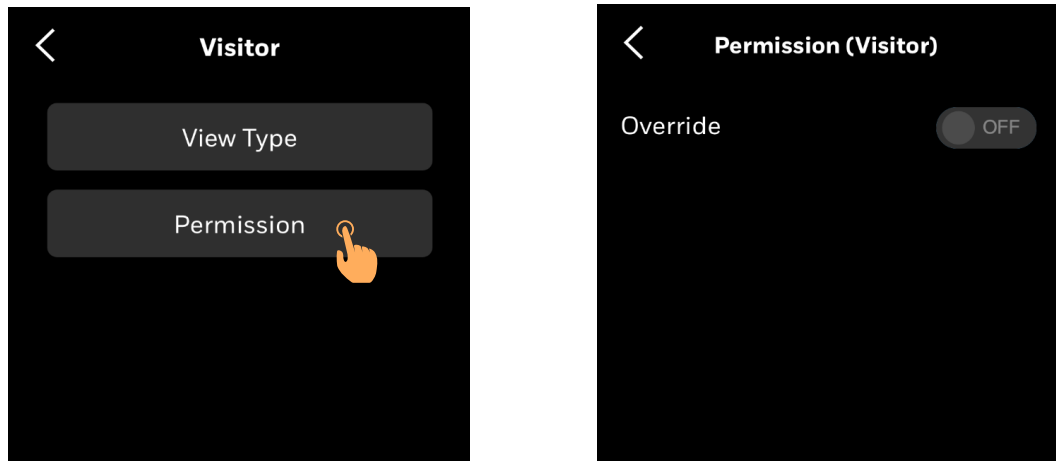 Visitor
View Type
Permission
Permission (Visitor)
Override
OFF